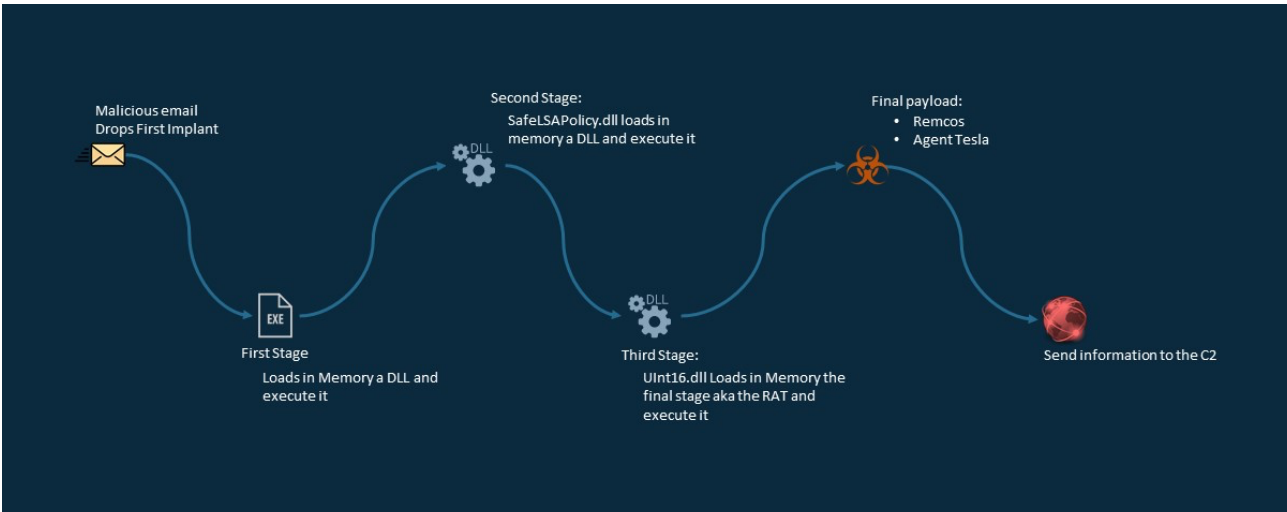 Malicious email
Drops First Implant
EXE
First Stage
Loads in Memory a DLL and
execute it
Second Stage:
SafeLSAPolicy.dll loads in
memory a DLL and execute it
DLL
DLL
Third Stage:
UInt16.dll Loads in Memory the
final stage aka the RAT and
execute it
Final payload:
• Remcos
• Agent Tesla
Send information to the C2